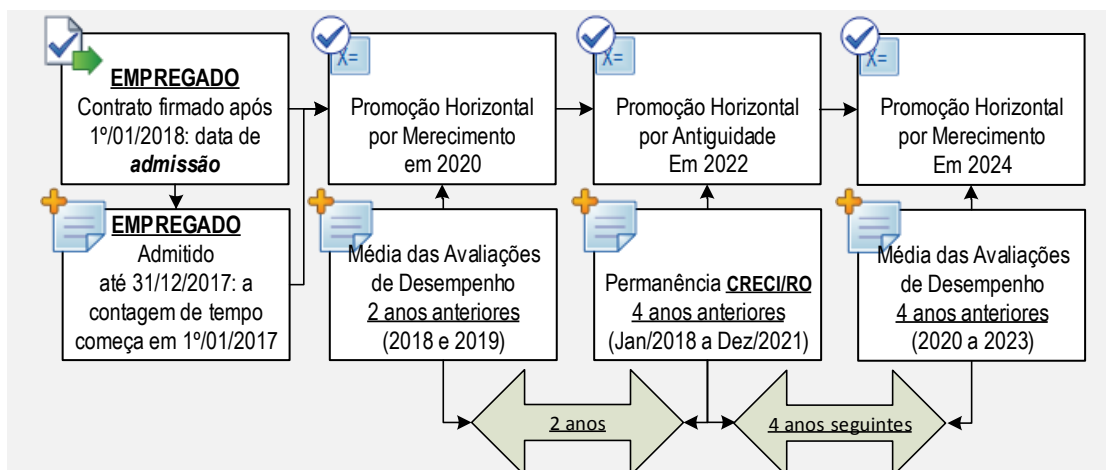 EMPREGADO
Contrato firmado após
1º/01/2018: data de
admissão
EMPREGADO
Admitido
até 31/12/2017: a
contagem de tempo
começa em 1º/01/2017
X=
Promoção Horizontal
por Merecimento
em 2020
Média das Avaliações
de Desempenho
2 anos anteriores
(2018 e 2019)
X=
Promoção Horizontal
por Antiguidade
Em 2022
Permanência CRECI/RO
4 anos anteriores
(Jan/2018 a Dez/2021)
X=
Promoção Horizontal
por Merecimento
Em 2024
Média das Avaliações
de Desempenho
4 anos anteriores
(2020 a 2023)
2 anos
4 anos seguintes